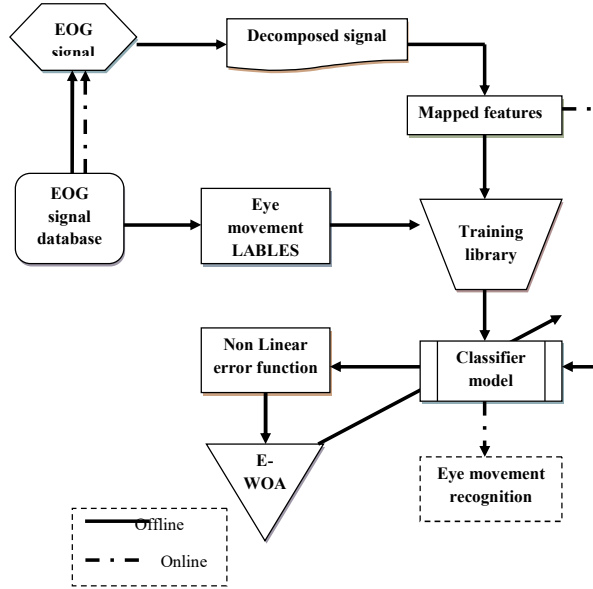 EOG
signal
Decomposed signal
Mapped features
EOG
signal
database
Eye
movement
LABLES
Training
library
Non Linear
error function
Classifier
model
E-
WOA
Eye movement
recognition
Offline
Online